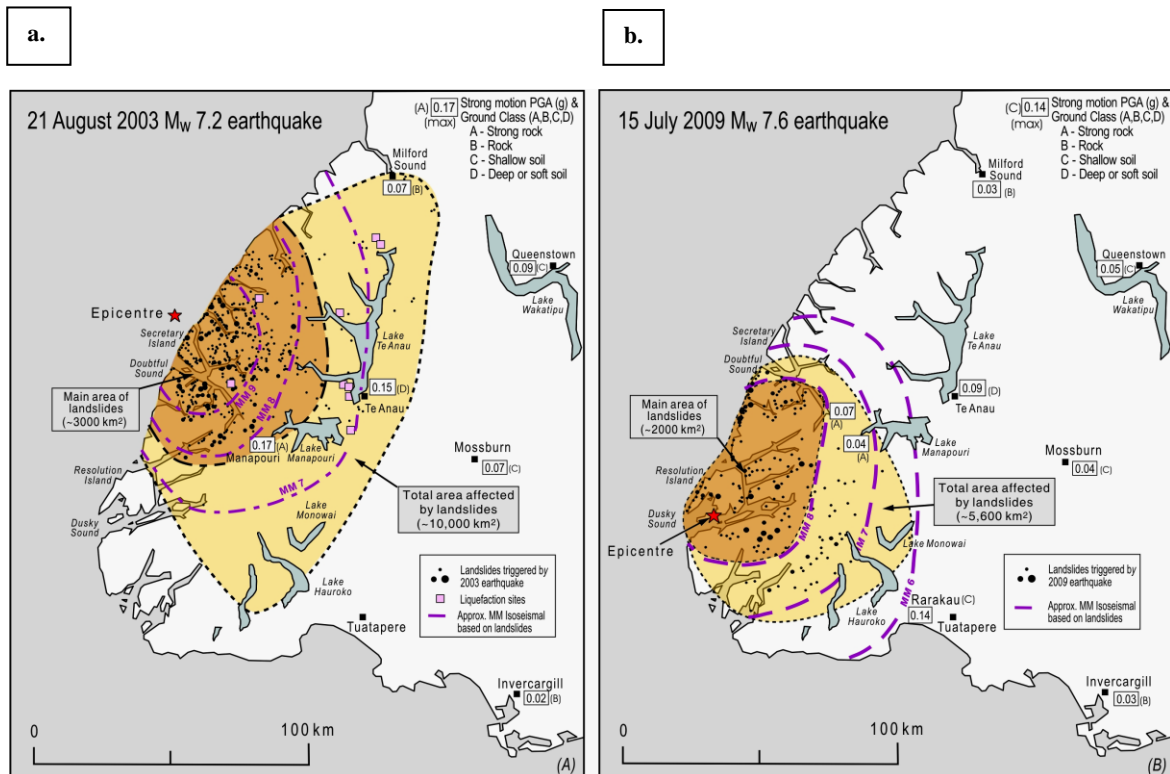 a.
21 August 2003 Mw 7.2 earthquake
(A) 0.17 Strong motion PGA (g) &
(max) Ground Class (A,B,C,D)
A - Strong rock
B - Rock
C - Shallow soil
D - Deep or soft soil
Milford
Sound
0.07 (B)
Queenstown
0.09 (C)
Lake
Wakatipu
Epicentre
Secretary
Island
Doubtful
Sound
Lake
Te Anau
Main area of
landslides
(~3000 km²)
MM 9
MM 8
0.15 (D)
Te Anau
0.17 (A)
Manapouri
Lake
Manapouri
Mossburn
0.07 (C)
Resolution
Island
MM 7
Total area affected
by landslides
(~10,000 km²)
Dusky
Sound
Lake
Monowai
Lake
Hauroko
Landslides triggered by
2003 earthquake
Liquefaction sites
Approx. MM Isoseismal
based on landslides
Tuatapere
Invercargill
0.02 (B)
0
100 km
(A)
b.
15 July 2009 Mw 7.6 earthquake
(C) 0.14 Strong motion PGA (g) &
(max) Ground Class (A,B,C,D)
A - Strong rock
B - Rock
C - Shallow soil
D - Deep or soft soil
Milford
Sound
0.03 (B)
Queenstown
0.05 (C)
Lake
Wakatipu
Secretary
Island
Doubtful
Sound
Lake
Te Anau
Main area of
landslides
(~2000 km²)
0.09 (D)
Te Anau
0.07
(A)
0.04
(A)
Lake
Manapouri
Mossburn
0.04 (C)
Resolution
Island
Total area affected
by landslides
(~5,600 km²)
Dusky
Sound
MM 8
MM 7
MM 6
Lake Monowai
Epicentre
Lake
Hauroko
Rarakau (C)
0.14
Tuatapere
Landslides triggered by
2009 earthquake
Approx. MM Isoseismal
based on landslides
Invercargill
0.03 (B)
0
100 km
(B)